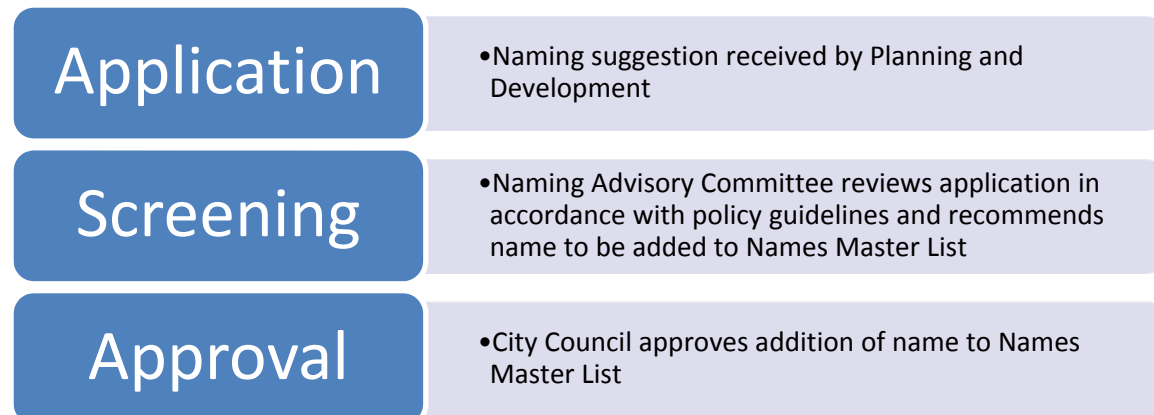 Application
•Naming suggestion received by Planning and
Development
Screening
•Naming Advisory Committee reviews application in
accordance with policy guidelines and recommends
name to be added to Names Master List
Approval
•City Council approves addition of name to Names
Master List